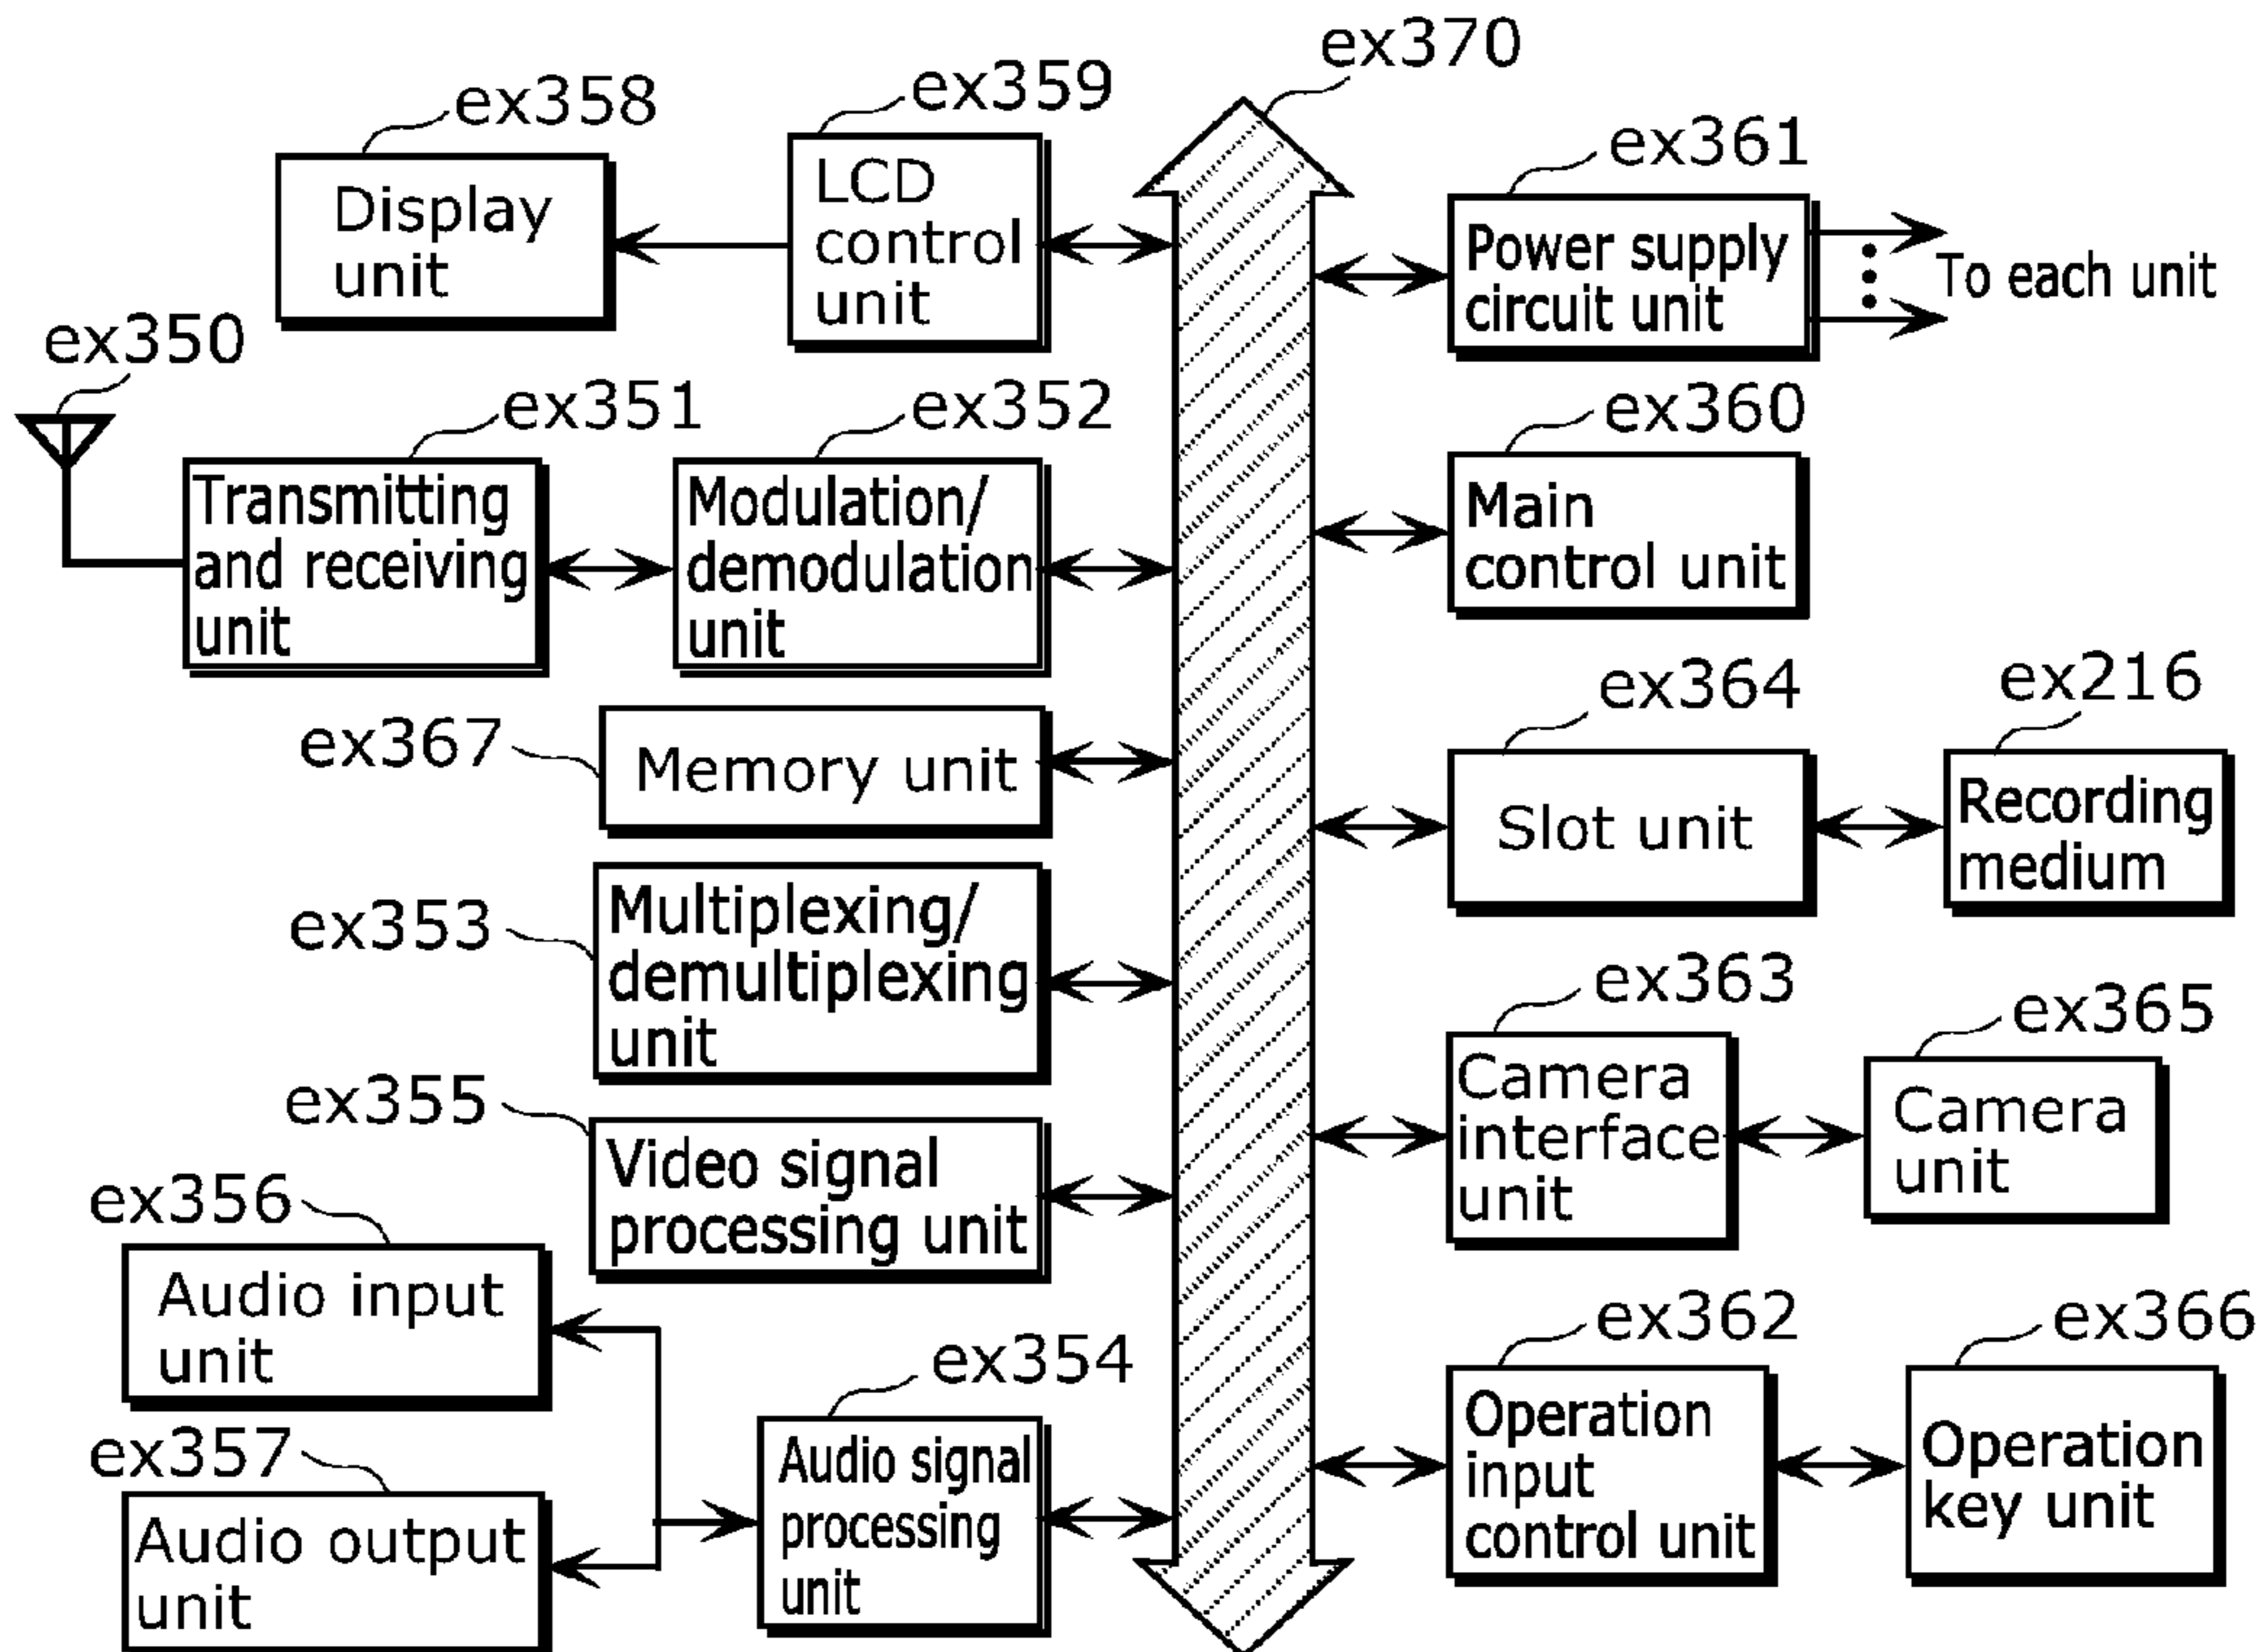 ex370
ex358
ex359
Display
unit
LCD
control
unit
ex361
Power supply
circuit unit
To each unit
ex350
ex351
ex352
Transmitting
and receiving
unit
Modulation/
demodulation
unit
ex360
Main
control unit
ex367
Memory unit
ex364
ex216
Slot unit
Recording
medium
ex353
Multiplexing/
demultiplexing
unit
ex363
ex365
Camera
interface
unit
Camera
unit
ex355
Video signal
processing unit
ex356
Audio input
unit
ex357
Audio output
unit
ex354
Audio signal
processing
unit
ex362
ex366
Operation
input
control unit
Operation
key unit